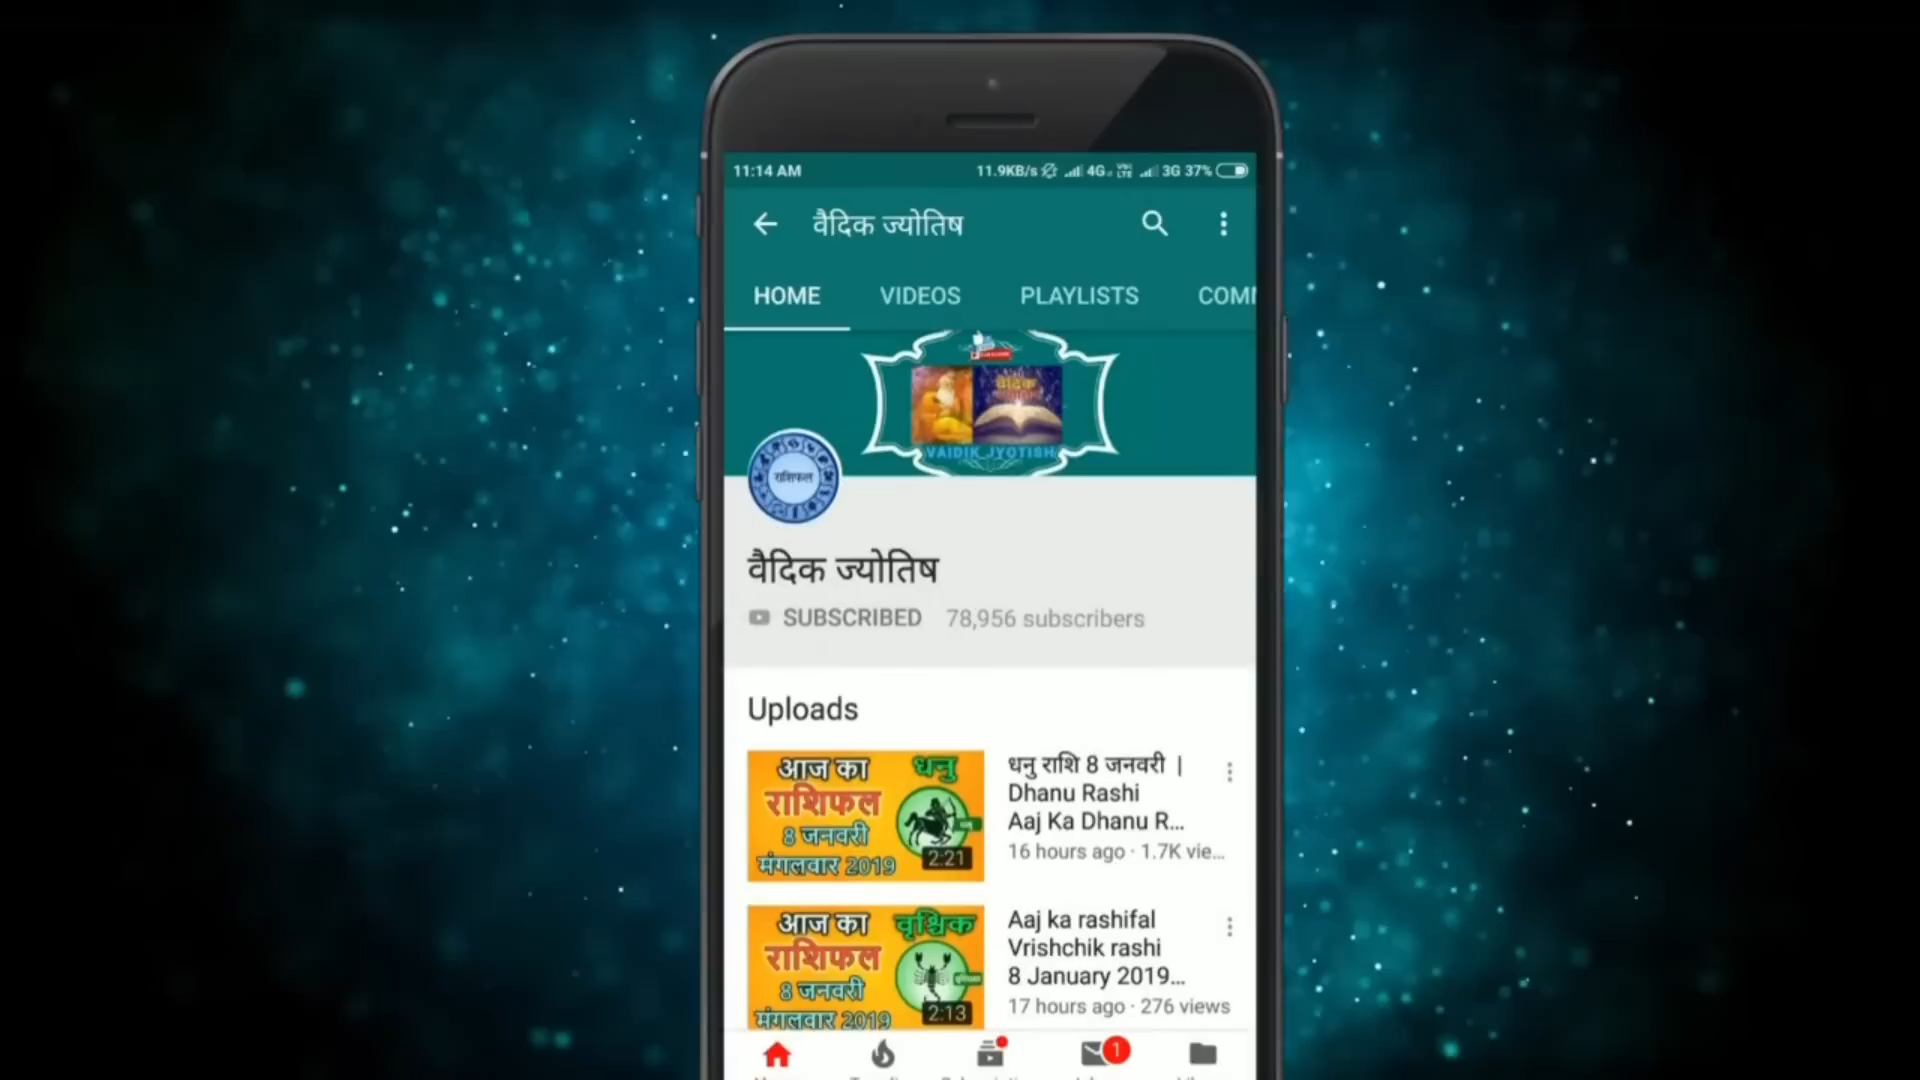 11:14 AM 11.9KB/s 4G VoLTE 3G 37%
वैदिक ज्योतिष
HOME VIDEOS PLAYLISTS COM
वैदिक
VAIDIK JYOTISH
राशिफल
वैदिक ज्योतिष
SUBSCRIBED 78,956 subscribers
Uploads
आज का धनु
राशिफल
8 जनवरी
मंगलवार 2019
2:21
धनु राशि 8 जनवरी |
Dhanu Rashi
Aaj Ka Dhanu R...
16 hours ago · 1.7K vie...
आज का वृश्चिक
राशिफल
8 जनवरी
मंगलवार 2019
2:13
Aaj ka rashifal
Vrishchik rashi
8 January 2019...
17 hours ago · 276 views
1